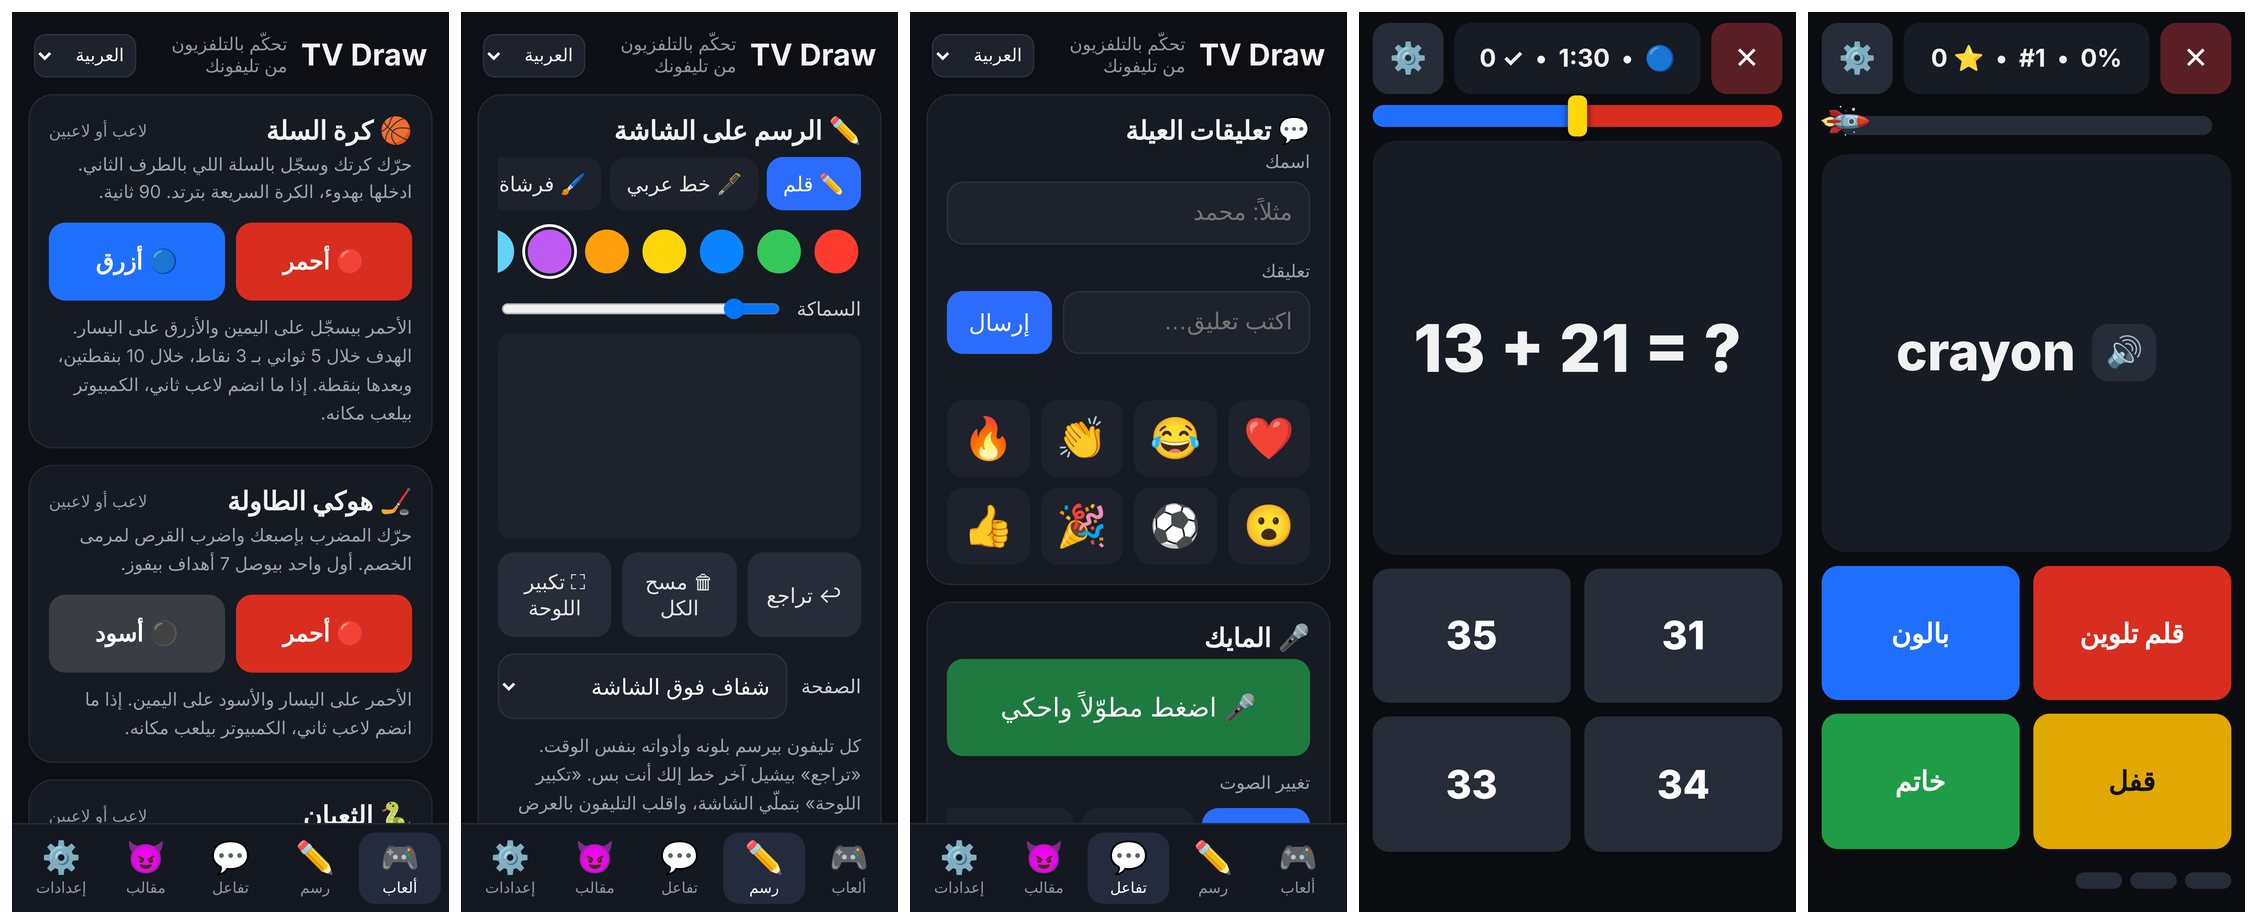 TV Draw
تحكّم بالتلفزيون
من تليفونك
العربية
🏀 كرة السلة
لاعب أو لاعبين
حرّك كرتك وسجّل بالسلة اللي بالطرف الثاني.
ادخلها بهدوء، الكرة السريعة بترتد. 90 ثانية.
🔴 أحمر
🔵 أزرق
الأحمر بيسجّل على اليمين والأزرق على اليسار.
الهدف خلال 5 ثواني بـ 3 نقاط، خلال 10 بنقطتين،
وبعدها بنقطة. إذا ما انضم لاعب ثاني، الكمبيوتر
بيلعب مكانه.
🏒 هوكي الطاولة
لاعب أو لاعبين
حرّك المضرب بإصبعك واضرب القرص لمرمى
الخصم. أول واحد بيوصل 7 أهداف بيفوز.
🔴 أحمر
⚫ أسود
الأحمر على اليسار والأسود على اليمين. إذا ما
انضم لاعب ثاني، الكمبيوتر بيلعب مكانه.
🐍 الثعبان
لاعب أو لاعبين
🎮 ألعاب
✏️ رسم
💬 تفاعل
😈 مقالب
⚙️ إعدادات
TV Draw
تحكّم بالتلفزيون
من تليفونك
العربية
✏️ الرسم على الشاشة
✏️ قلم
🖋️ خط عربي
🖌️ فرشاة
السماكة
↩ تراجع
🗑 مسح
الكل
⛶ تكبير
اللوحة
الصفحة
شفاف فوق الشاشة
كل تليفون بيرسم بلونه وأدواته بنفس الوقت.
«تراجع» بيشيل آخر خط إلك أنت بس. «تكبير
اللوحة» بتملّي الشاشة، واقلب التليفون بالعرض
🎮 ألعاب
✏️ رسم
💬 تفاعل
😈 مقالب
⚙️ إعدادات
TV Draw
تحكّم بالتلفزيون
من تليفونك
العربية
💬 تعليقات العيلة
اسمك
مثلاً: محمد
تعليقك
اكتب تعليق…
إرسال
🎤 المايك
🎤 اضغط مطوّلاً واحكي
تغيير الصوت
🎮 ألعاب
✏️ رسم
💬 تفاعل
😈 مقالب
⚙️ إعدادات
0 ✓ • 1:30 • 🔵
✕
13 + 21 = ?
35
31
33
34
0 ⭐ • #1 • 0%
✕
crayon 🔊
قلم تلوين
بالون
قفل
خاتم